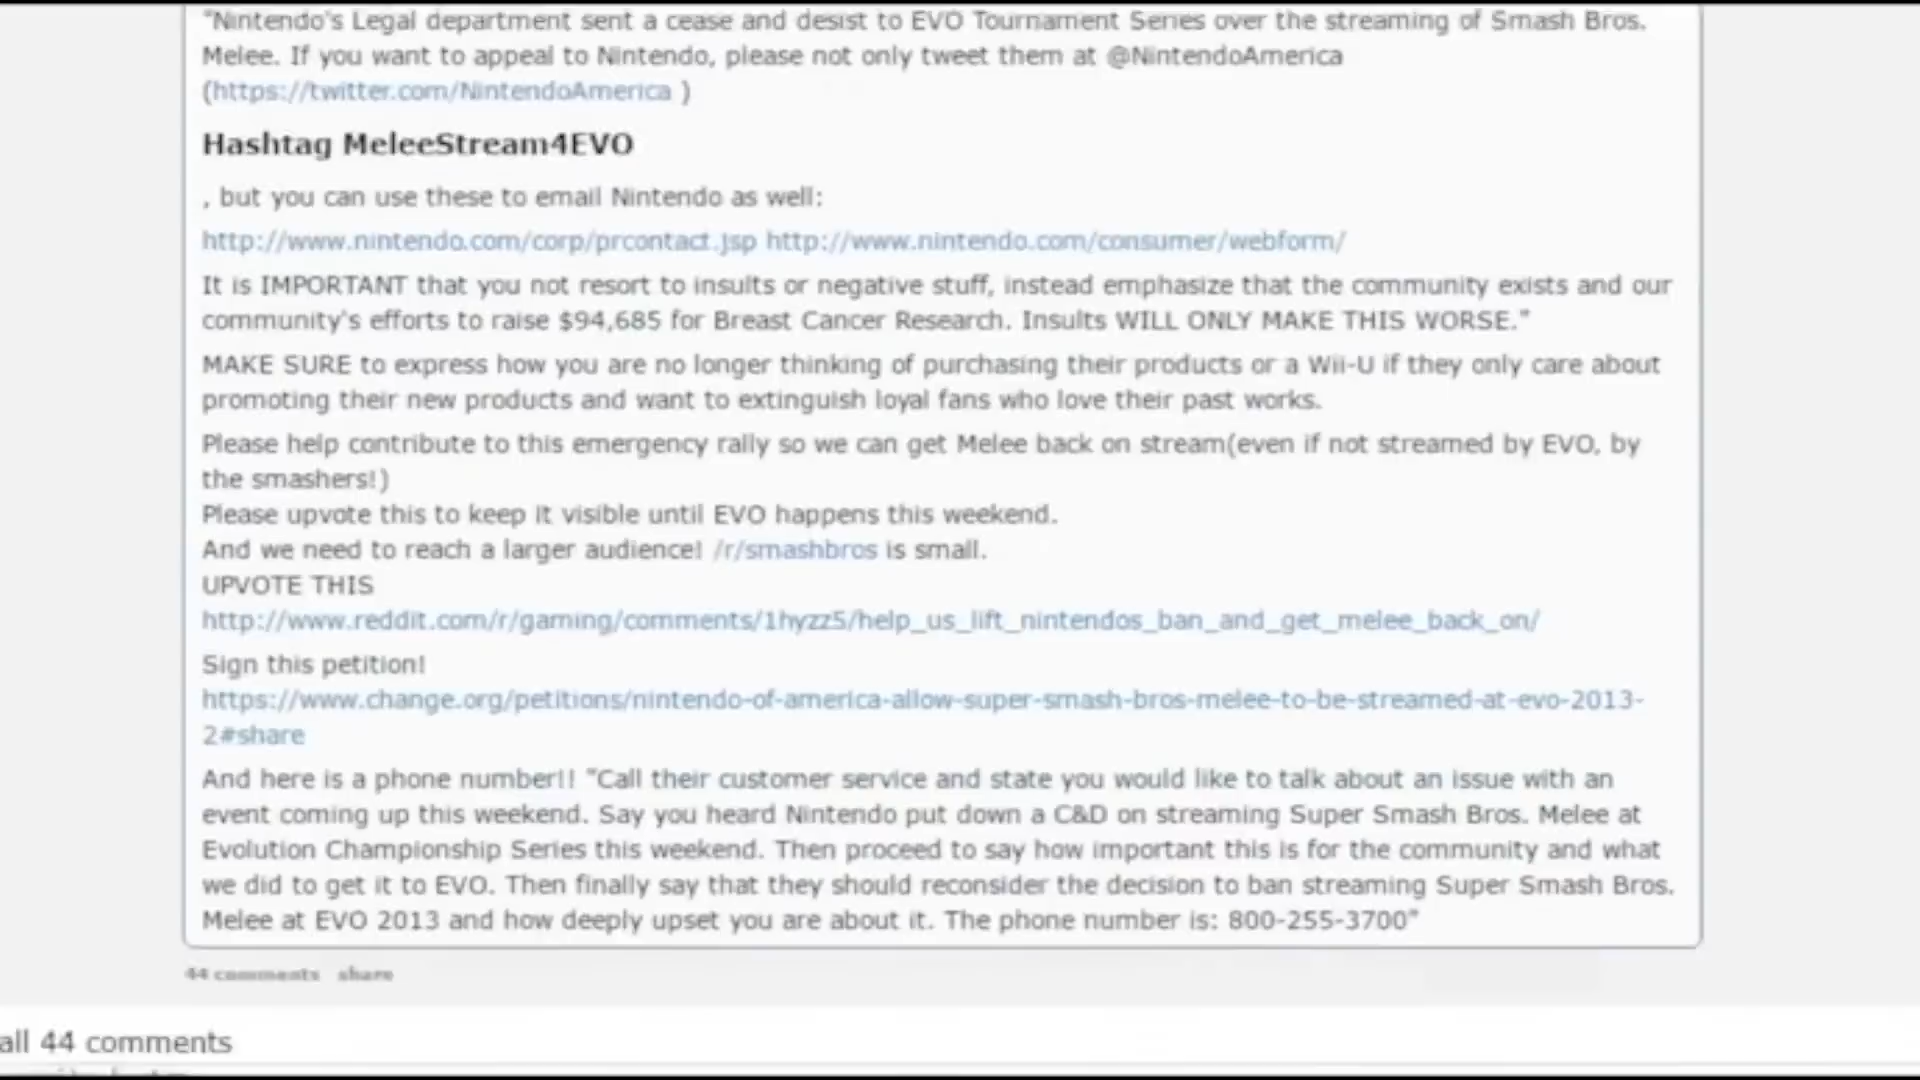 "Nintendo's Legal department sent a cease and desist to EVO Tournament Series over the streaming of Smash Bros.
Melee. If you want to appeal to Nintendo, please not only tweet them at @NintendoAmerica
(https://twitter.com/NintendoAmerica )
Hashtag MeleeStream4EVO
, but you can use these to email Nintendo as well:
http://www.nintendo.com/corp/prcontact.jsp http://www.nintendo.com/consumer/webform/
It is IMPORTANT that you not resort to insults or negative stuff, instead emphasize that the community exists and our
community's efforts to raise $94,685 for Breast Cancer Research. Insults WILL ONLY MAKE THIS WORSE."
MAKE SURE to express how you are no longer thinking of purchasing their products or a Wii-U if they only care about
promoting their new products and want to extinguish loyal fans who love their past works.
Please help contribute to this emergency rally so we can get Melee back on stream(even if not streamed by EVO, by
the smashers!)
Please upvote this to keep it visible until EVO happens this weekend.
And we need to reach a larger audience! /r/smashbros is small.
UPVOTE THIS
http://www.reddit.com/r/gaming/comments/1hyzz5/help_us_lift_nintendos_ban_and_get_melee_back_on/
Sign this petition!
https://www.change.org/petitions/nintendo-of-america-allow-super-smash-bros-melee-to-be-streamed-at-evo-2013-
2#share
And here is a phone number!! "Call their customer service and state you would like to talk about an issue with an
event coming up this weekend. Say you heard Nintendo put down a C&D on streaming Super Smash Bros. Melee at
Evolution Championship Series this weekend. Then proceed to say how important this is for the community and what
we did to get it to EVO. Then finally say that they should reconsider the decision to ban streaming Super Smash Bros.
Melee at EVO 2013 and how deeply upset you are about it. The phone number is: 800-255-3700"
44 comments share
all 44 comments